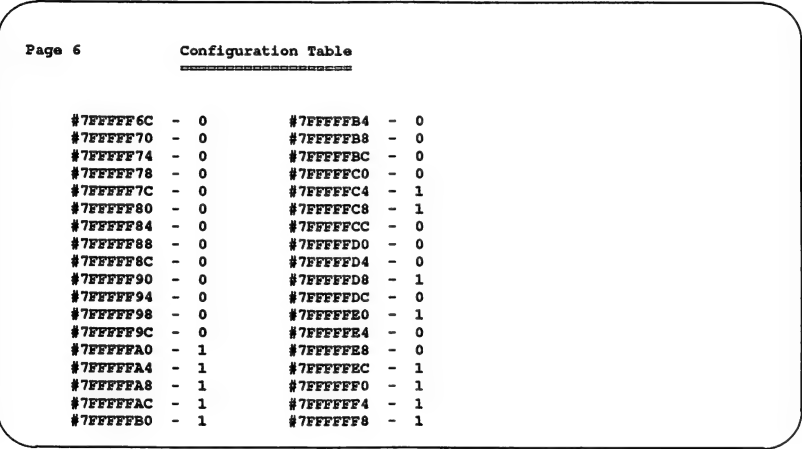 Page 6 Configuration Table
#7FFFFF6C - 0 #7FFFFFB4 - 0
#7FFFFF70 - 0 #7FFFFFB8 - 0
#7FFFFF74 - 0 #7FFFFFBC - 0
#7FFFFF78 - 0 #7FFFFFC0 - 0
#7FFFFF7C - 0 #7FFFFFC4 - 1
#7FFFFF80 - 0 #7FFFFFC8 - 1
#7FFFFF84 - 0 #7FFFFFCC - 0
#7FFFFF88 - 0 #7FFFFFD0 - 0
#7FFFFF8C - 0 #7FFFFFD4 - 0
#7FFFFF90 - 0 #7FFFFFD8 - 1
#7FFFFF94 - 0 #7FFFFFDC - 0
#7FFFFF98 - 0 #7FFFFFE0 - 1
#7FFFFF9C - 0 #7FFFFFE4 - 0
#7FFFFFA0 - 1 #7FFFFFE8 - 0
#7FFFFFA4 - 1 #7FFFFFEC - 1
#7FFFFFA8 - 1 #7FFFFFF0 - 1
#7FFFFFAC - 1 #7FFFFFF4 - 1
#7FFFFFB0 - 1 #7FFFFFF8 - 1